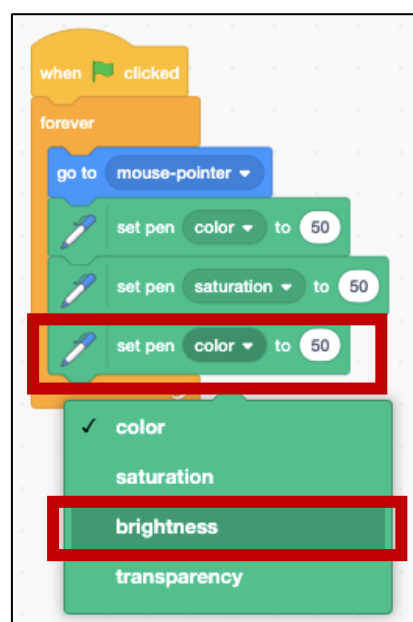 when clicked
forever
go to mouse-pointer
set pen color to 50
set pen saturation to 50
set pen color to 50
✓ color
saturation
brightness
transparency